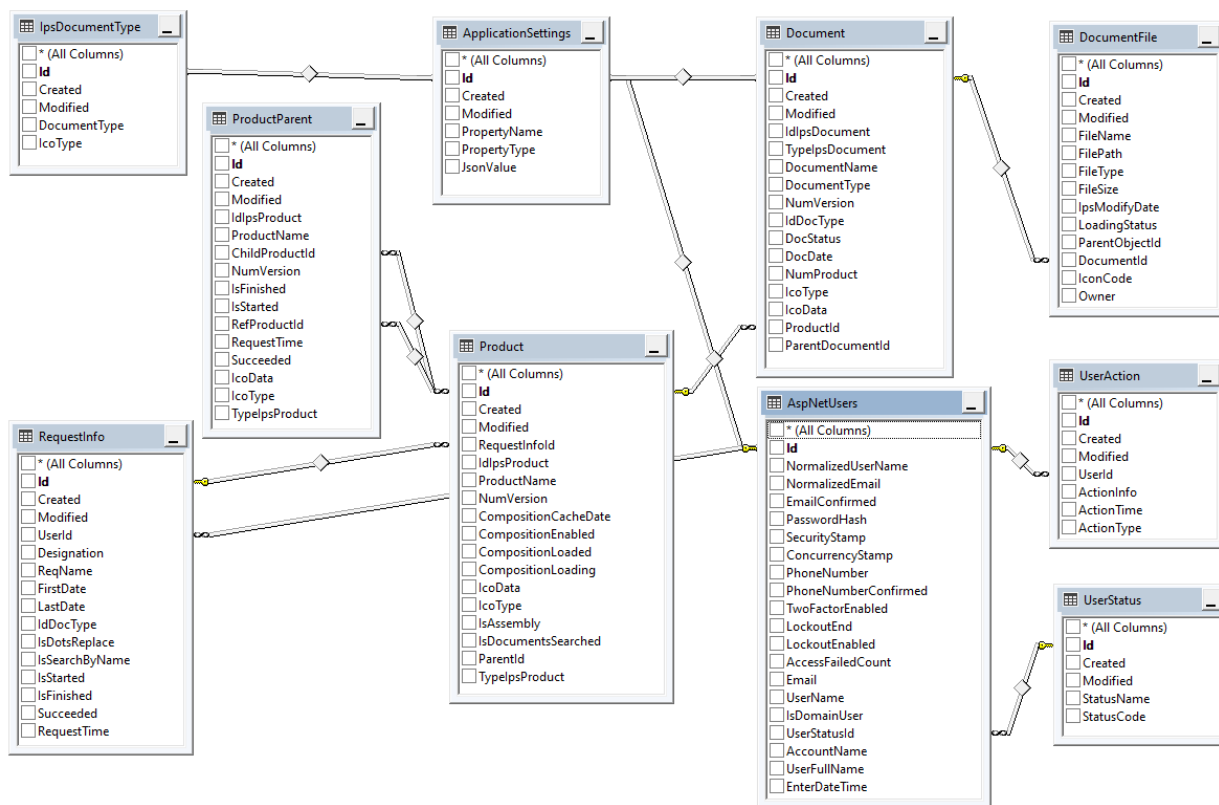 IpsDocumentType
* (All Columns)
Id
Created
Modified
DocumentType
IcoType
ApplicationSettings
* (All Columns)
Id
Created
Modified
PropertyName
PropertyType
JsonValue
Document
* (All Columns)
Id
Created
Modified
IdIpsDocument
TypeIpsDocument
DocumentName
DocumentType
NumVersion
IdDocType
DocStatus
DocDate
NumProduct
IcoType
IcoData
ProductId
ParentDocumentId
DocumentFile
* (All Columns)
Id
Created
Modified
FileName
FilePath
FileType
FileSize
IpsModifyDate
LoadingStatus
ParentObjectId
DocumentId
IconCode
Owner
ProductParent
* (All Columns)
Id
Created
Modified
IdIpsProduct
ProductName
ChildProductId
NumVersion
IsFinished
IsStarted
RefProductId
RequestTime
Succeeded
IcoData
IcoType
TypeIpsProduct
Product
* (All Columns)
Id
Created
Modified
RequestInfoId
IdIpsProduct
ProductName
NumVersion
CompositionCacheDate
CompositionEnabled
CompositionLoaded
CompositionLoading
IcoData
IcoType
IsAssembly
IsDocumentsSearched
ParentId
TypeIpsProduct
AspNetUsers
* (All Columns)
Id
NormalizedUserName
NormalizedEmail
EmailConfirmed
PasswordHash
SecurityStamp
ConcurrencyStamp
PhoneNumber
PhoneNumberConfirmed
TwoFactorEnabled
LockoutEnd
LockoutEnabled
AccessFailedCount
Email
UserName
IsDomainUser
UserStatusId
AccountName
UserFullName
EnterDateTime
UserAction
* (All Columns)
Id
Created
Modified
UserId
ActionInfo
ActionTime
ActionType
RequestInfo
* (All Columns)
Id
Created
Modified
UserId
Designation
ReqName
FirstDate
LastDate
IdDocType
IsDotsReplace
IsSearchByName
IsStarted
IsFinished
Succeeded
RequestTime
UserStatus
* (All Columns)
Id
Created
Modified
StatusName
StatusCode